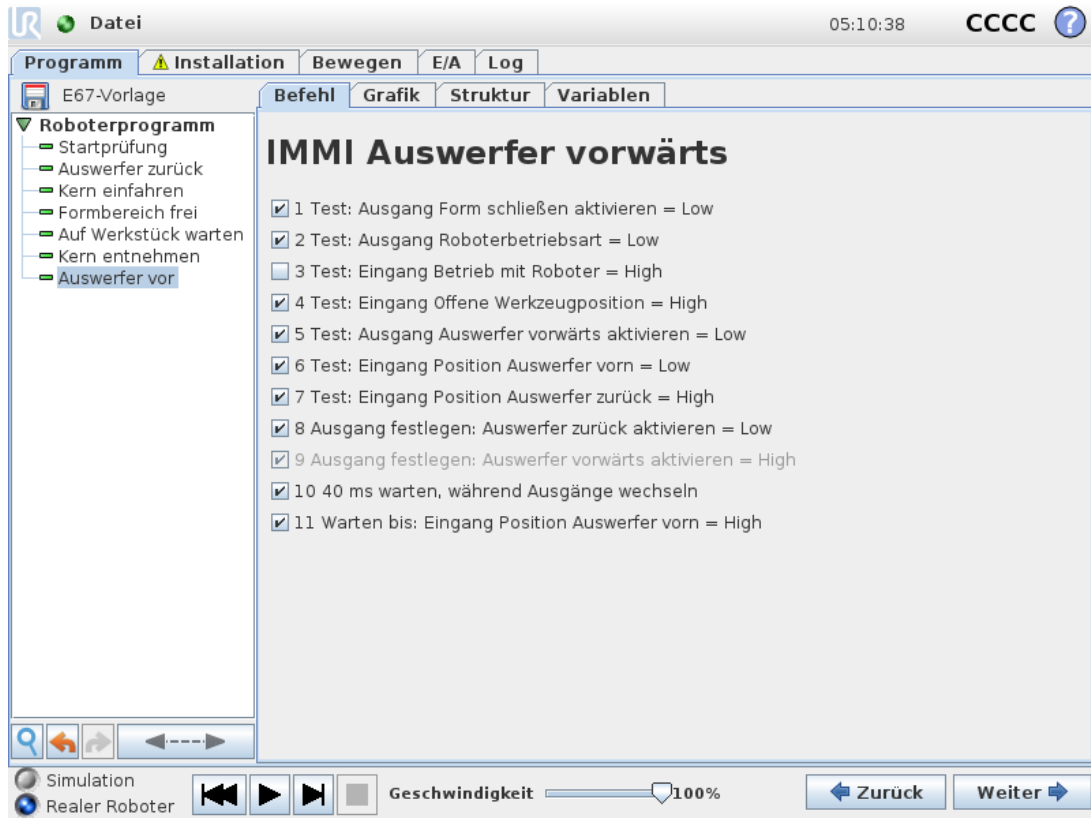 UR Datei 05:10:38 CCCC ?
Programm Installation Bewegen E/A Log
E67-Vorlage Befehl Grafik Struktur Variablen
Roboterprogramm
Startprüfung
Auswerfer zurück
Kern einfahren
Formbereich frei
Auf Werkstück warten
Kern entnehmen
Auswerfer vor
IMMI Auswerfer vorwärts
1 Test: Ausgang Form schließen aktivieren = Low
2 Test: Ausgang Roboterbetriebsart = Low
3 Test: Eingang Betrieb mit Roboter = High
4 Test: Eingang Offene Werkzeugposition = High
5 Test: Ausgang Auswerfer vorwärts aktivieren = Low
6 Test: Eingang Position Auswerfer vorn = Low
7 Test: Eingang Position Auswerfer zurück = High
8 Ausgang festlegen: Auswerfer zurück aktivieren = Low
9 Ausgang festlegen: Auswerfer vorwärts aktivieren = High
10 40 ms warten, während Ausgänge wechseln
11 Warten bis: Eingang Position Auswerfer vorn = High
Simulation
Realer Roboter
Geschwindigkeit 100% Zurück Weiter